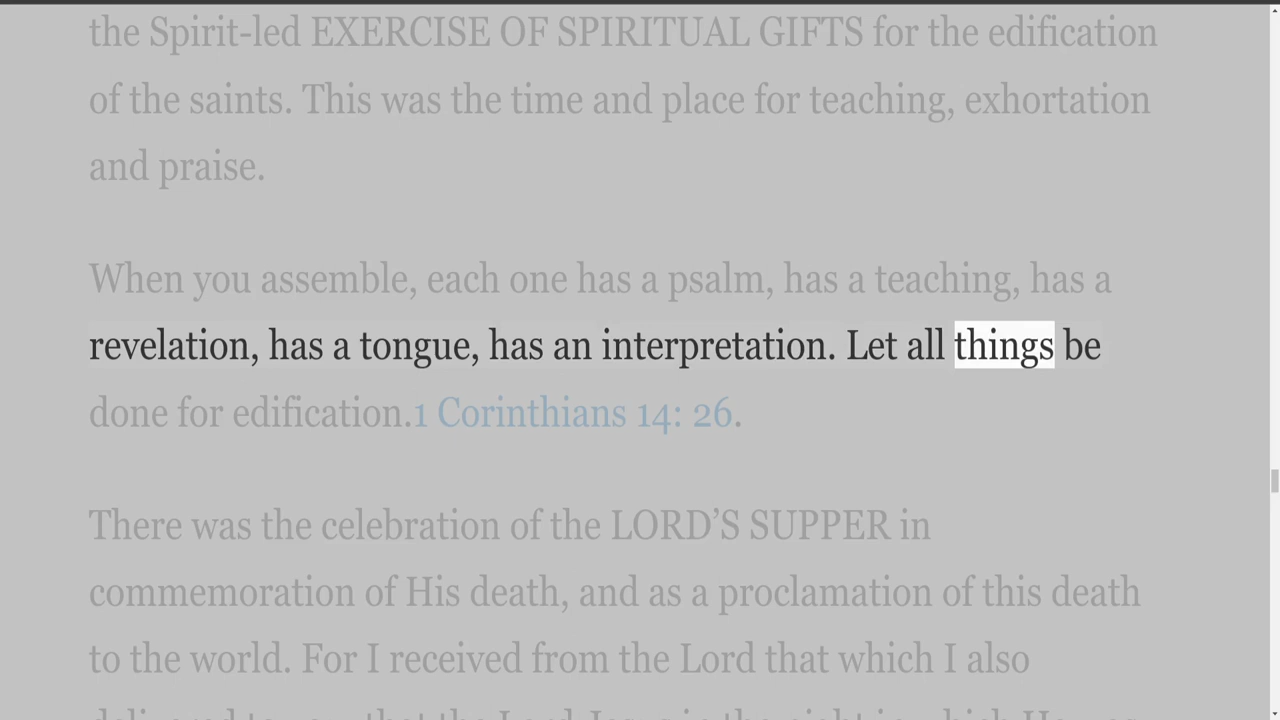 the Spirit-led EXERCISE OF SPIRITUAL GIFTS for the edification
of the saints. This was the time and place for teaching, exhortation
and praise.
When you assemble, each one has a psalm, has a teaching, has a
revelation, has a tongue, has an interpretation. Let all things be
done for edification.1 Corinthians 14: 26.
There was the celebration of the LORD’S SUPPER in
commemoration of His death, and as a proclamation of this death
to the world. For I received from the Lord that which I also